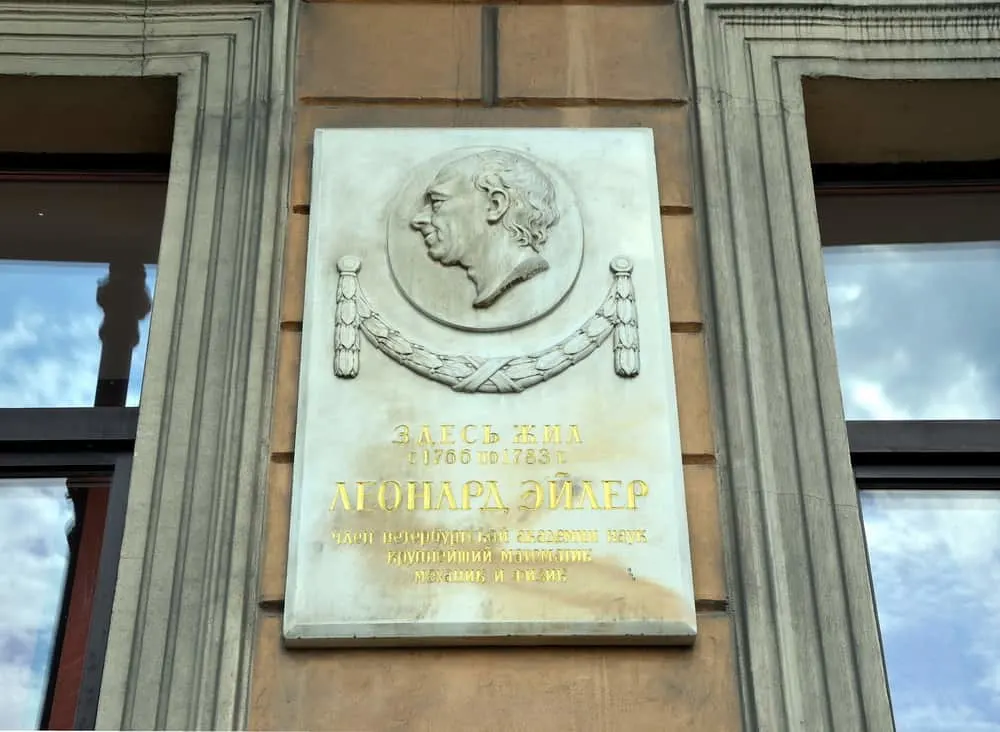 ЗДЕСЬ ЖИЛ
с 1766 по 1783 г.
ЛЕОНАРД ЭЙЛЕР
член петербургской академии наук
крупнейший математик
механик и физик